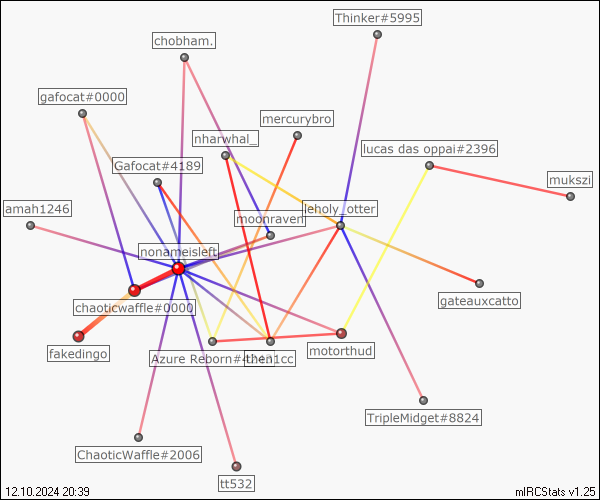 Thinker#5995
chobham.
gafocat#0000
mercurybro
nharwhal_
lucas das oppai#2396
Gafocat#4189
mukszi
amah1246
leholy_otter
moonraven
nonameisleft
gateauxcatto
chaoticwaffle#0000
fakedingo
Azure Reborn
motorthud
TripleMidget#8824
ChaoticWaffle#2006
tt532
12.10.2024 20:39
mIRCStats v1.25